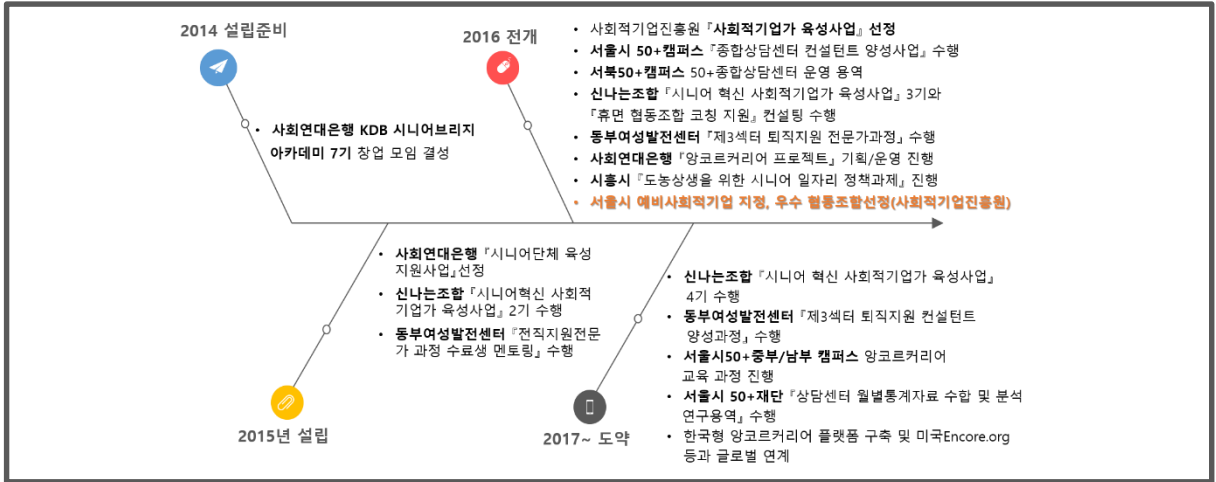 2014 설립준비
• 사회연대은행 KDB 시니어브리지
아카데미 7기 창업 모임 결성
2016 전개
• 사회적기업진흥원 『사회적기업가 육성사업』 선정
• 서울시 50+캠퍼스 『종합상담센터 컨설턴트 양성사업』 수행
• 서북50+캠퍼스 50+종합상담센터 운영 용역
• 신나는조합 『시니어 혁신 사회적기업가 육성사업』 3기와
『휴면 협동조합 코칭 지원』 컨설팅 수행
• 동부여성발전센터 『제3섹터 퇴직지원 전문가과정』 수행
• 사회연대은행 『앙코르커리어 프로젝트』 기획/운영 진행
• 시흥시 『도농상생을 위한 시니어 일자리 정책과제』 진행
• 서울시 예비사회적기업 지정, 우수 협동조합선정(사회적기업진흥원)
• 사회연대은행 『시니어단체 육성
지원사업』선정
• 신나는조합 『시니어혁신 사회적
기업가 육성사업』 2기 수행
• 동부여성발전센터 『전직지원전문
가 과정 수료생 멘토링』 수행
2015년 설립
• 신나는조합 『시니어 혁신 사회적기업가 육성사업』
4기 수행
• 동부여성발전센터 『제3섹터 퇴직지원 컨설턴트
양성과정』 수행
• 서울시50+중부/남부 캠퍼스 앙코르커리어
교육 과정 진행
• 서울시 50+재단 『상담센터 월별통계자료 수합 및 분석
연구용역』 수행
• 한국형 앙코르커리어 플랫폼 구축 및 미국Encore.org
등과 글로벌 연계
2017~ 도약